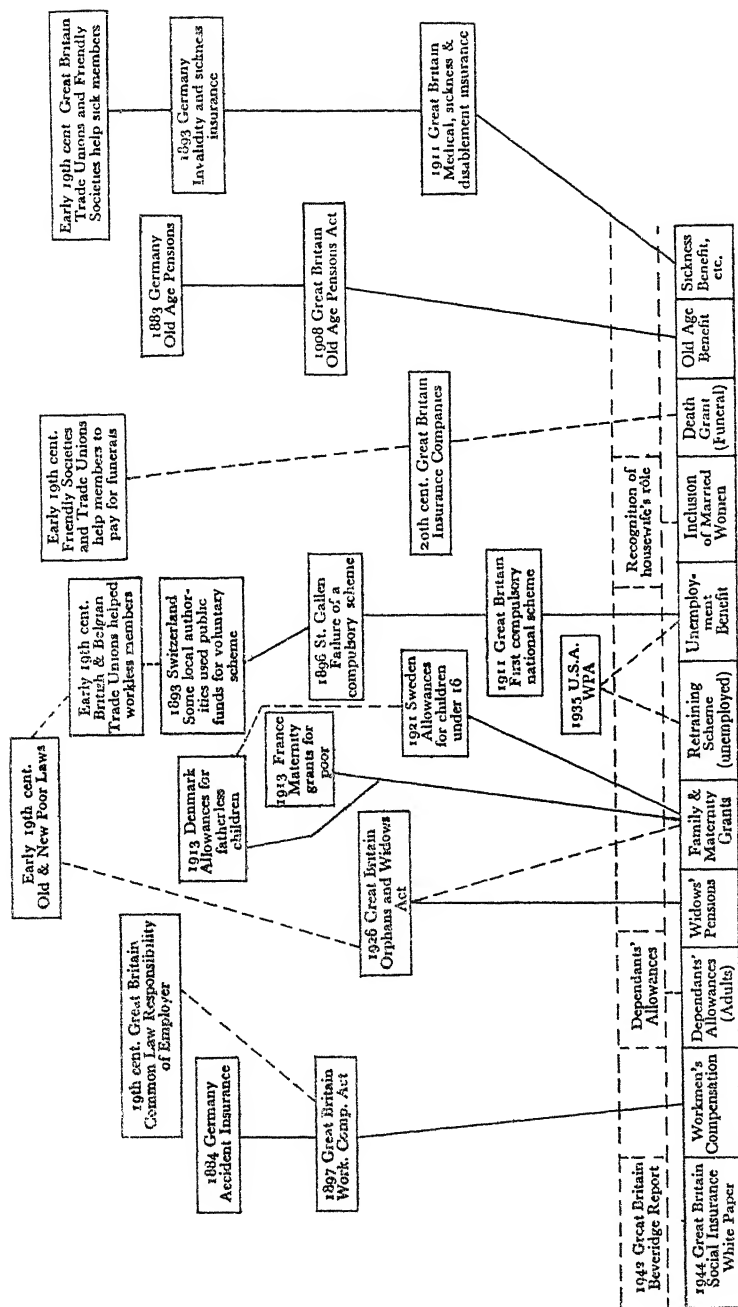 Early 19th cent Great Britain
Trade Unions and Friendly
Societies help sick members
1893 Germany
Invalidity and sickness
insurance
1911 Great Britain
Medical, sickness &
disablement insurance
1883 Germany
Old Age Pensions
1908 Great Britain
Old Age Pensions Act
Early 19th cent.
Friendly Societies
and Trade Unions
help members to
pay for funerals
20th cent. Great Britain
Insurance Companies
Early 19th cent.
Old & New Poor Laws
Early 19th cent.
British & Belgian
Trade Unions helped
workless members
1893 Switzerland
Some local author-
ities used public
funds for voluntary
scheme
1896 St. Gallen
Failure of a
compulsory scheme
1911 Great Britain
First compulsory
national scheme
1935 U.S.A.
WPA
1913 Denmark
Allowances for
fatherless
children
1913 France
Maternity
grants for
poor
1921 Sweden
Allowances
for children
under 16
1926 Great Britain
Orphans and Widows
Act
19th cent. Great Britain
Common Law Responsibility
of Employer
1884 Germany
Accident Insurance
1897 Great Britain
Work. Comp. Act
1942 Great Britain
Beveridge Report
Dependants'
Allowances
Recognition of
housewife's rôle
1944 Great Britain
Social Insurance
White Paper
Workmen's
Compensation
Dependants'
Allowances
(Adults)
Widows'
Pensions
Family &
Maternity
Grants
Retraining
Scheme
(unemployed)
Unemploy-
ment
Benefit
Inclusion
of Married
Women
Death
Grant
(Funeral)
Old Age
Benefit
Sickness
Benefit,
etc.